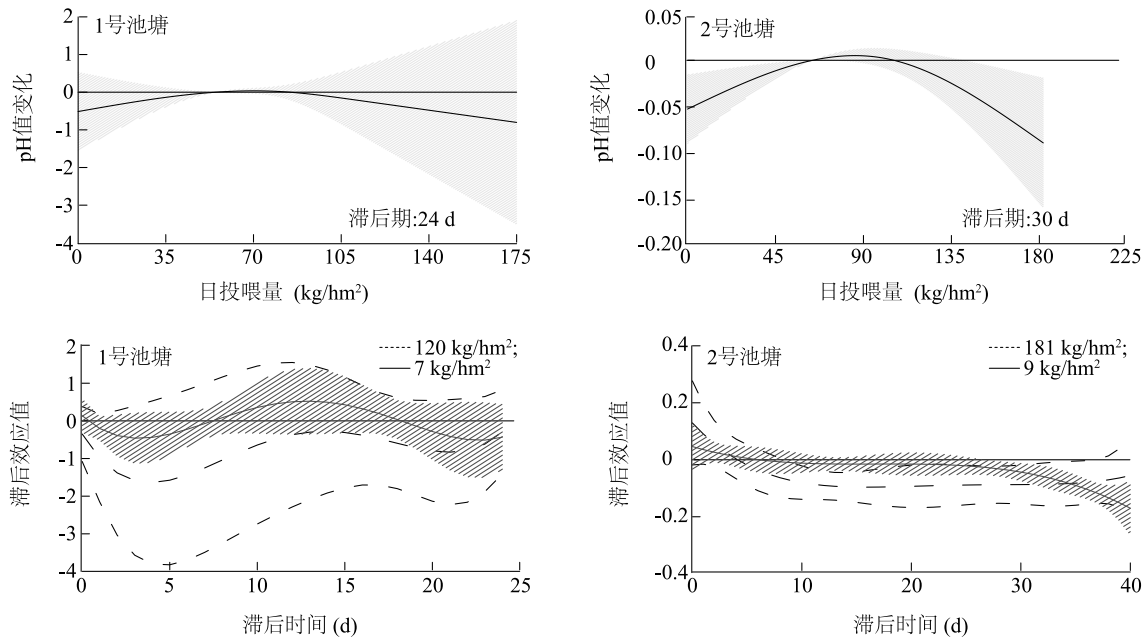 1号池塘
pH值变化
2
1
0
-1
-2
-3
-4
滞后期:24 d
0 35 70 105 140 175
日投喂量 (kg/hm²)
2号池塘
pH值变化
0.05
0
-0.05
-0.10
-0.15
-0.20
滞后期:30 d
0 45 90 135 180 225
日投喂量 (kg/hm²)
1号池塘
120 kg/hm²;
7 kg/hm²
滞后效应值
2
1
0
-1
-2
-3
-4
0 5 10 15 20 25
滞后时间 (d)
2号池塘
181 kg/hm²;
9 kg/hm²
滞后效应值
0.4
0.2
0
-0.2
-0.4
0 10 20 30 40
滞后时间 (d)